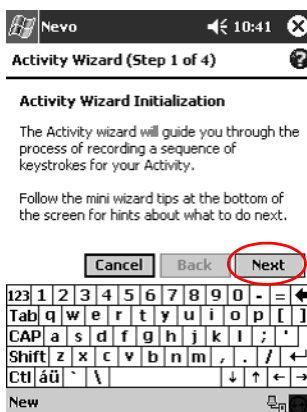 Nevo 10:41
Activity Wizard (Step 1 of 4)
Activity Wizard Initialization
The Activity wizard will guide you through the
process of recording a sequence of
keystrokes for your Activity.
Follow the mini wizard tips at the bottom of
the screen for hints about what to do next.
Cancel Back Next
123 1 2 3 4 5 6 7 8 9 0 - =
Tab q w e r t y u i o p [ ]
CAP a s d f g h j k l ; '
Shift z x c v b n m , . /
Ctl áü ` \
New